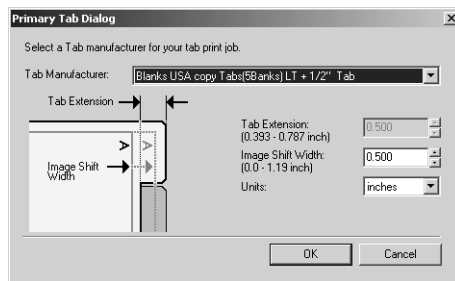 Primary Tab Dialog
Select a Tab manufacturer for your tab print job.
Tab Manufacturer: Blanks USA copy Tabs(5Banks) LT + 1/2" Tab
Tab Extension
A A
Image Shift
Width
Tab Extension: 0.500
(0.393 - 0.787 inch)
Image Shift Width: 0.500
(0.0 - 1.19 inch)
Units: inches
OK Cancel